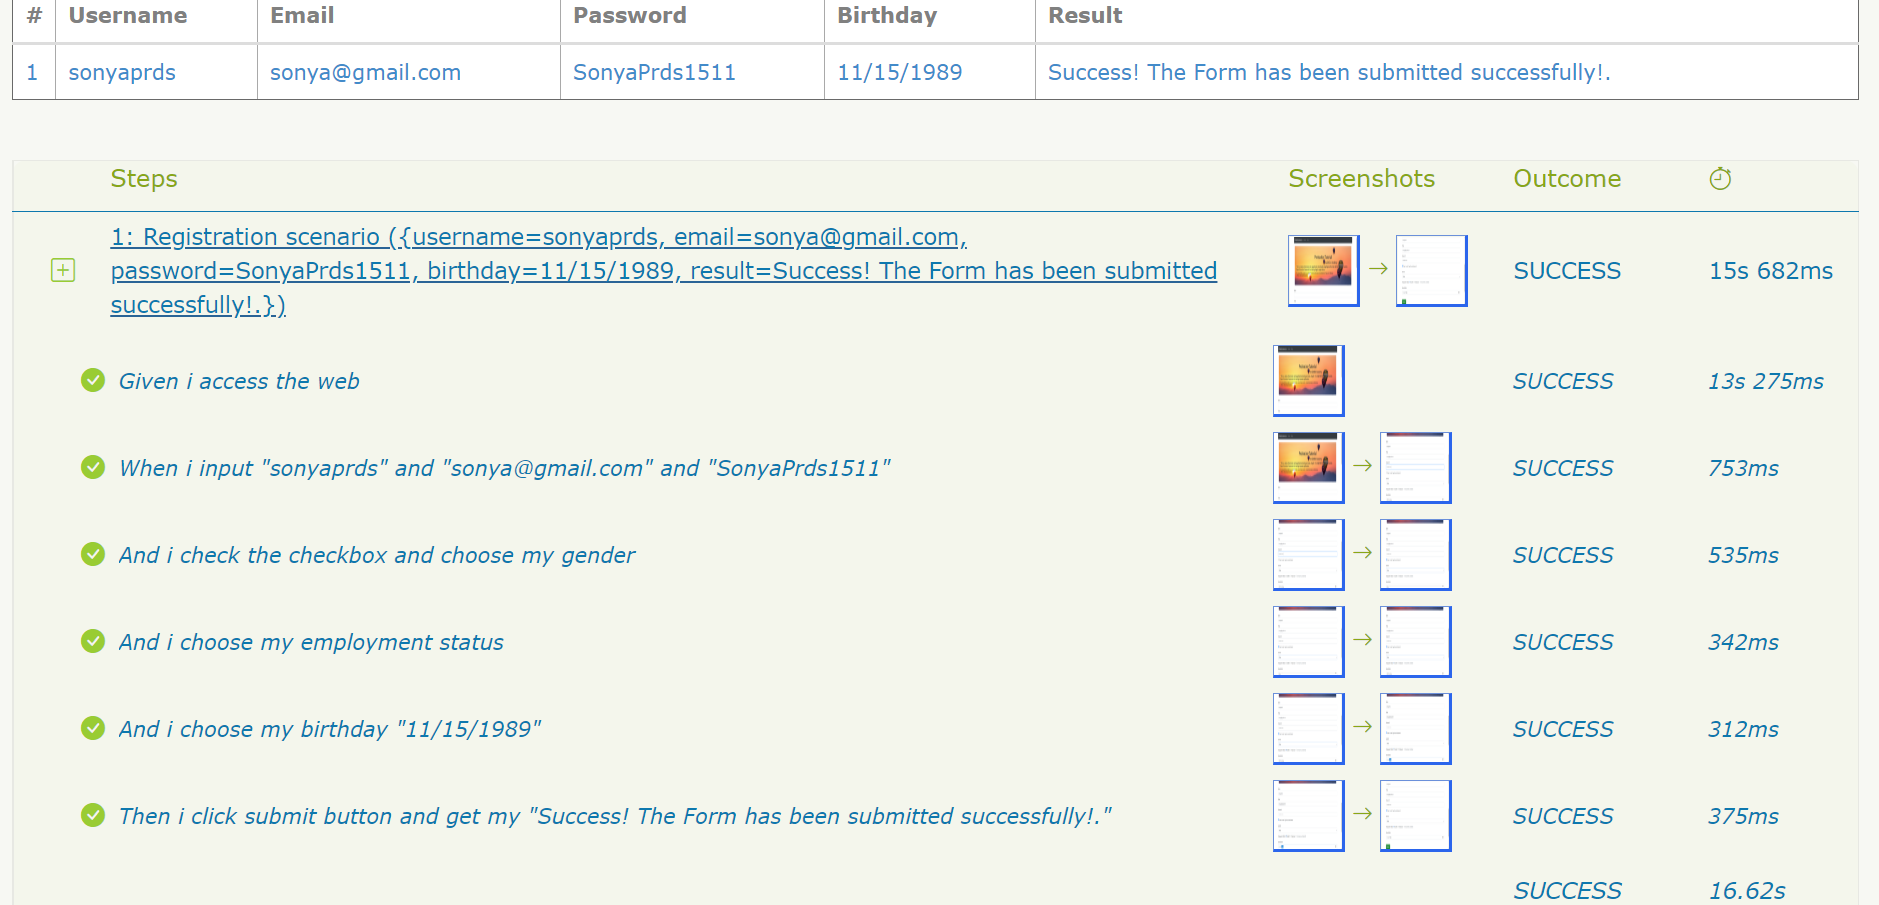 # Username Email Password Birthday Result
1 sonyaprds sonya@gmail.com SonyaPrds1511 11/15/1989 Success! The Form has been submitted successfully!.
Steps Screenshots Outcome
1: Registration scenario ({username=sonyaprds, email=sonya@gmail.com,
password=SonyaPrds1511, birthday=11/15/1989, result=Success! The Form has been submitted
successfully!.})
SUCCESS 15s 682ms
Given i access the web SUCCESS 13s 275ms
When i input "sonyaprds" and "sonya@gmail.com" and "SonyaPrds1511" SUCCESS 753ms
And i check the checkbox and choose my gender SUCCESS 535ms
And i choose my employment status SUCCESS 342ms
And i choose my birthday "11/15/1989" SUCCESS 312ms
Then i click submit button and get my "Success! The Form has been submitted successfully!." SUCCESS 375ms
SUCCESS 16.62s